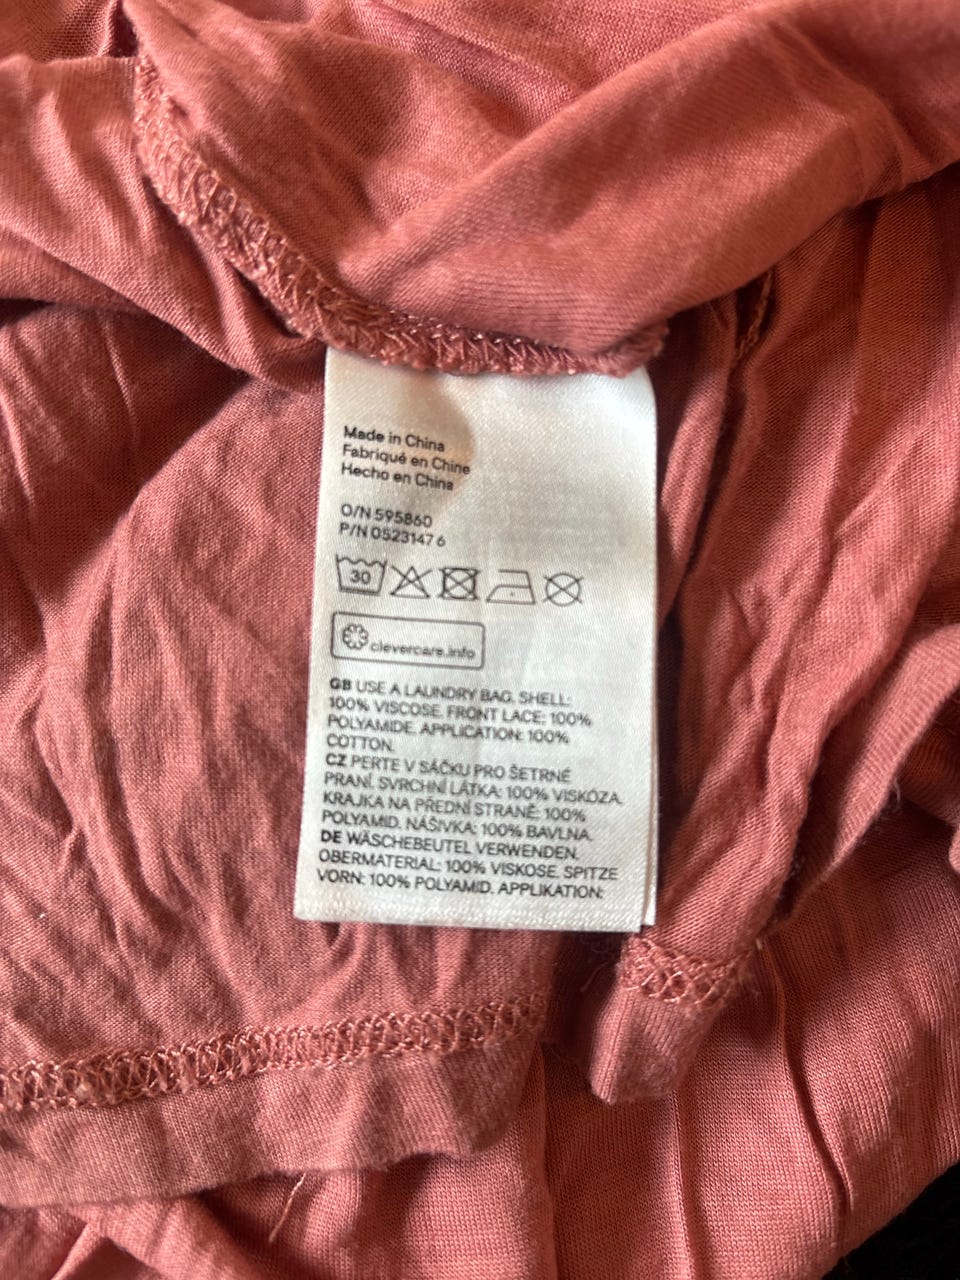 Made in China
Fabriqué en Chine
Hecho en China
O/N 595860
P/N 0523147 6
30
clevercare.info
GB USE A LAUNDRY BAG. SHELL:
100% VISCOSE. FRONT LACE: 100%
POLYAMIDE. APPLICATION: 100%
COTTON.
CZ PERTE V SÁČKU PRO ŠETRNÉ
PRANÍ. SVRCHNÍ LÁTKA: 100% VISKÓZA.
KRAJKA NA PŘEDNÍ STRANĚ: 100%
POLYAMID. NÁŠIVKA: 100% BAVLNA.
DE WÄSCHEBEUTEL VERWENDEN.
OBERMATERIAL: 100% VISKOSE. SPITZE
VORN: 100% POLYAMID. APPLIKATION: